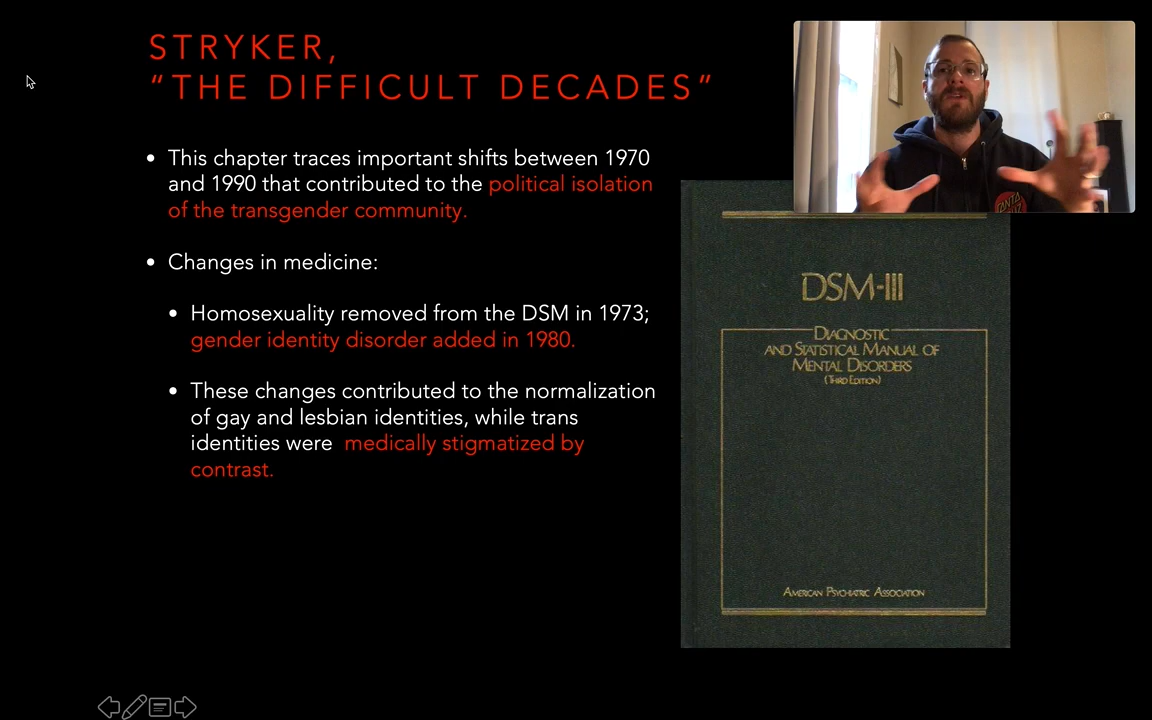 STRYKER,
“THE DIFFICULT DECADES”
• This chapter traces important shifts between 1970
and 1990 that contributed to the political isolation
of the transgender community.
• Changes in medicine:
• Homosexuality removed from the DSM in 1973;
gender identity disorder added in 1980.
• These changes contributed to the normalization
of gay and lesbian identities, while trans
identities were medically stigmatized by
contrast.
DSM-III
DIAGNOSTIC
AND STATISTICAL MANUAL OF
MENTAL DISORDERS
(THIRD EDITION)
AMERICAN PSYCHIATRIC ASSOCIATION